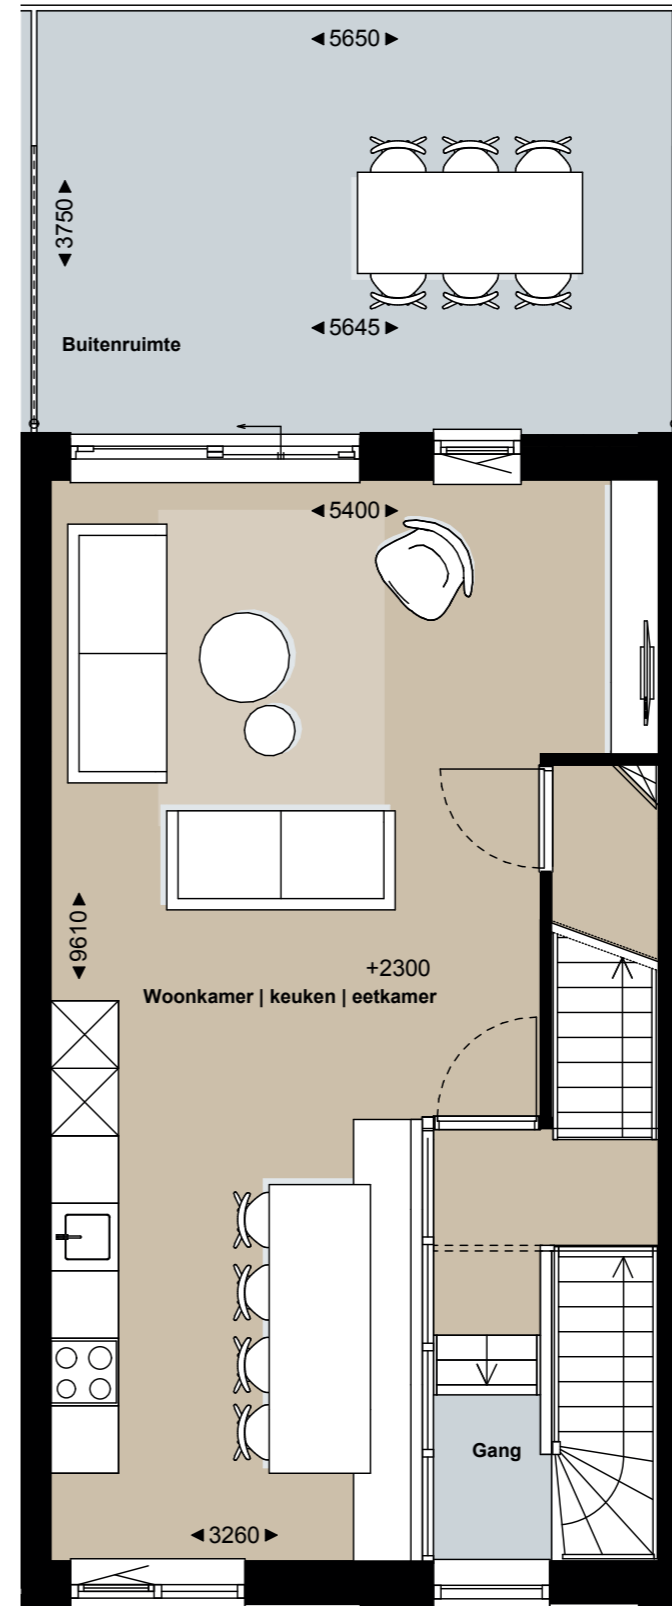 ◄5650►
◄3750►
◄5645►
Buitenruimte
◄5400►
◄9610►
+2300
Woonkamer | keuken | eetkamer
Gang
◄3260►